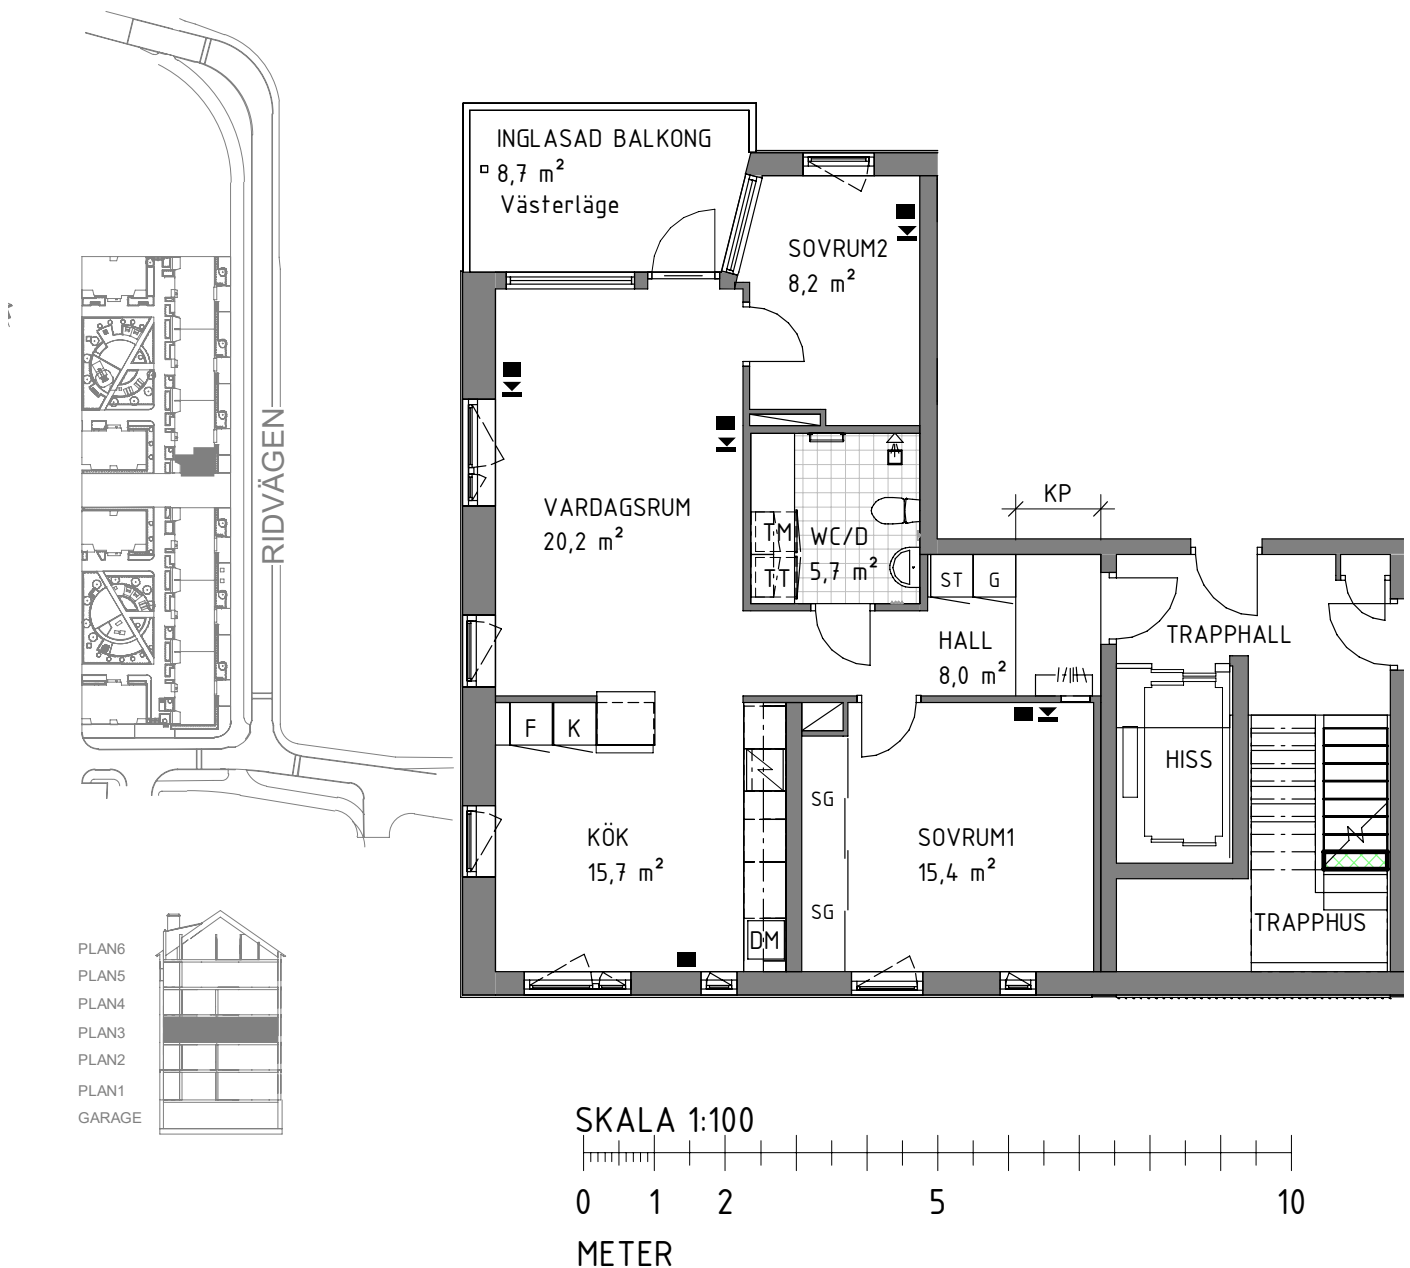 INGLASAD BALKONG
8,7 m²
Västerläge
SOVRUM2
8,2 m²
RIDVÄGEN
VARDAGSRUM
20,2 m²
TM
WC/D
TT
5,7 m²
KP
ST
G
HALL
8,0 m²
TRAPPHALL
F
K
HISS
SG
KÖK
15,7 m²
SOVRUM1
15,4 m²
SG
DM
TRAPPHUS
PLAN6
PLAN5
PLAN4
PLAN3
PLAN2
PLAN1
GARAGE
SKALA 1:100
0 1 2 5 10
METER